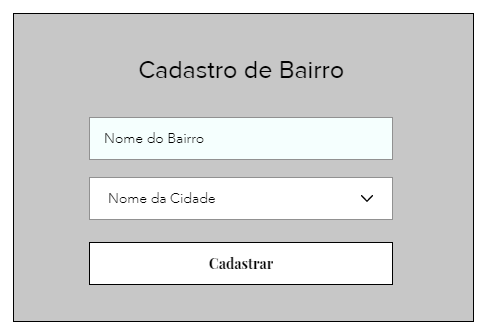 Cadastro de Bairro
Nome do Bairro
Nome da Cidade
Cadastrar